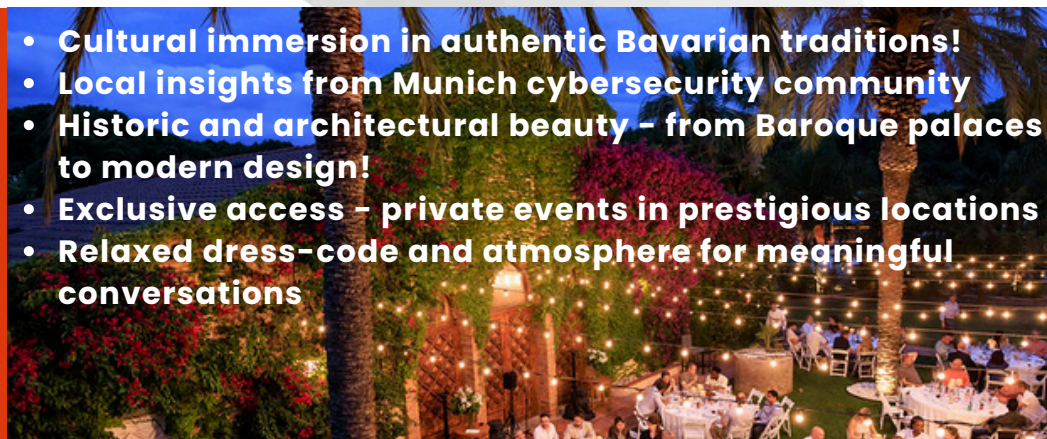 • Cultural immersion in authentic Bavarian traditions!
• Local insights from Munich cybersecurity community
• Historic and architectural beauty - from Baroque palaces
to modern design!
• Exclusive access - private events in prestigious locations
• Relaxed dress-code and atmosphere for meaningful
conversations